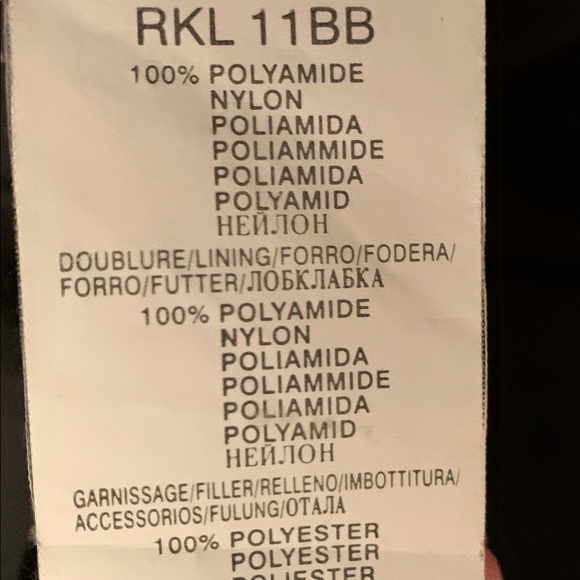 RKL 11BB
100% POLYAMIDE
NYLON
POLIAMIDA
POLIAMMIDE
POLIAMIDA
POLYAMID
НЕЙЛОН
DOUBLURE/LINING/FORRO/FODERA/
FORRO/FUTTER/ЛОБКЛАБКА
100% POLYAMIDE
NYLON
POLIAMIDA
POLIAMMIDE
POLIAMIDA
POLYAMID
НЕЙЛОН
GARNISSAGE/FILLER/RELLENO/IMBOTTITURA/
ACCESSORIOS/FULUNG/ОТАЛА
100% POLYESTER
POLYESTER
POLIESTER